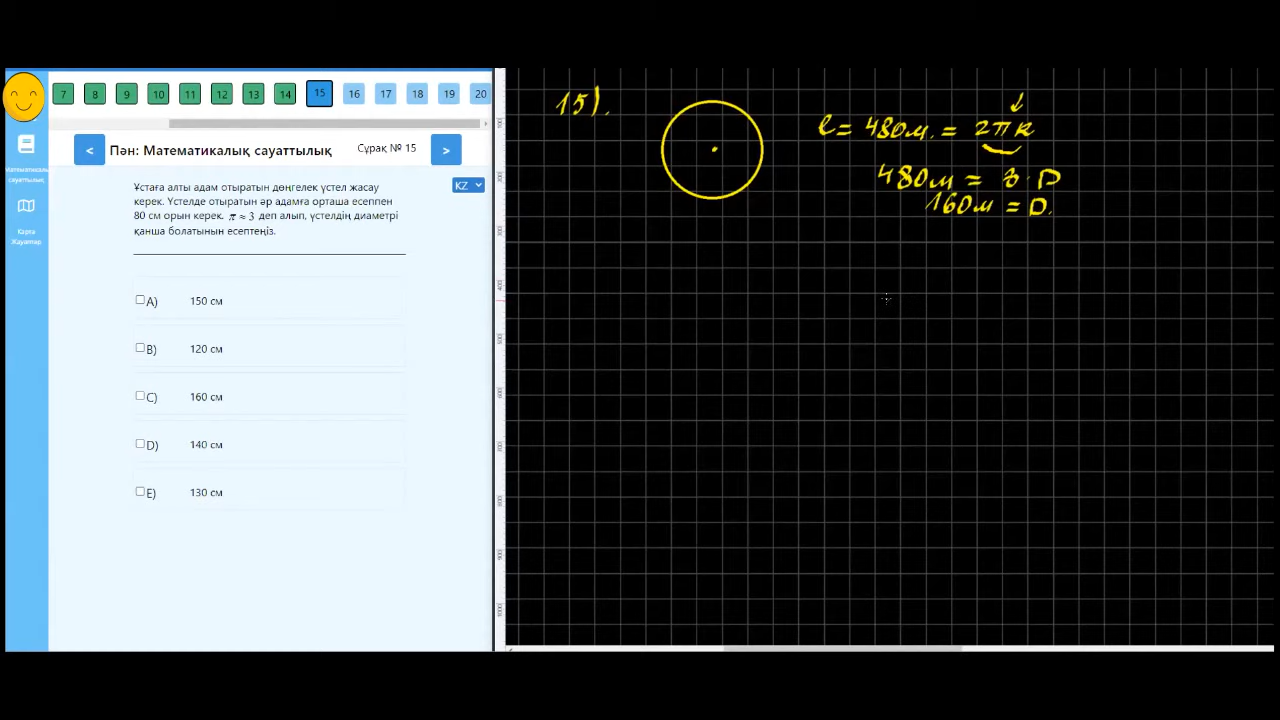 7 8 9 10 11 12 13 14 15 16 17 18 19 20
< Пән: Математикалық сауаттылық Сұрақ № 15 >
KZ
Ұстаға алты адам отыратын дөңгелек үстел жасау
керек. Үстелде отыратын әр адамға орташа есеппен
80 см орын керек. π ≈ 3 деп алып, үстелдің диаметрі
қанша болатынын есептеңіз.
A) 150 см
B) 120 см
C) 160 см
D) 140 см
E) 130 см
Карта
15).
ℓ = 480м. = 2πR
480м = 3·D
160м = D.